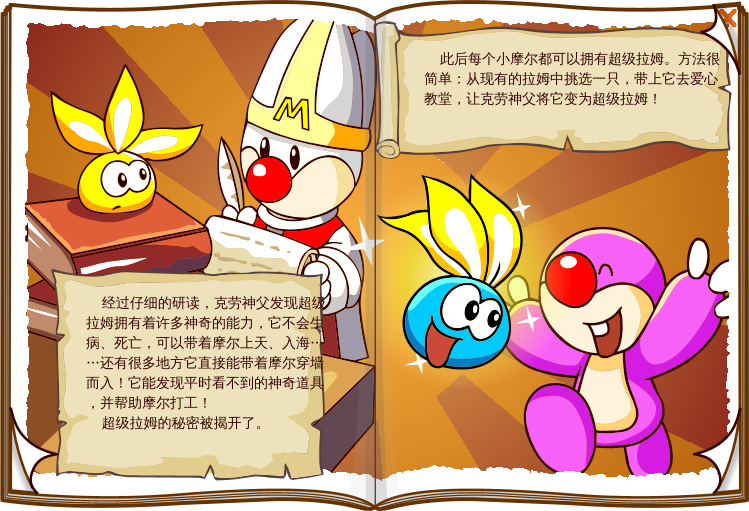 M
经过仔细的研读，克劳神父发现超级
拉姆拥有着许多神奇的能力，它不会生
病、死亡，可以带着摩尔上天、入海…
…还有很多地方它直接能带着摩尔穿墙
而入！它能发现平时看不到的神奇道具
，并帮助摩尔打工！
超级拉姆的秘密被揭开了。
此后每个小摩尔都可以拥有超级拉姆。方法很
简单：从现有的拉姆中挑选一只，带上它去爱心
教堂，让克劳神父将它变为超级拉姆！